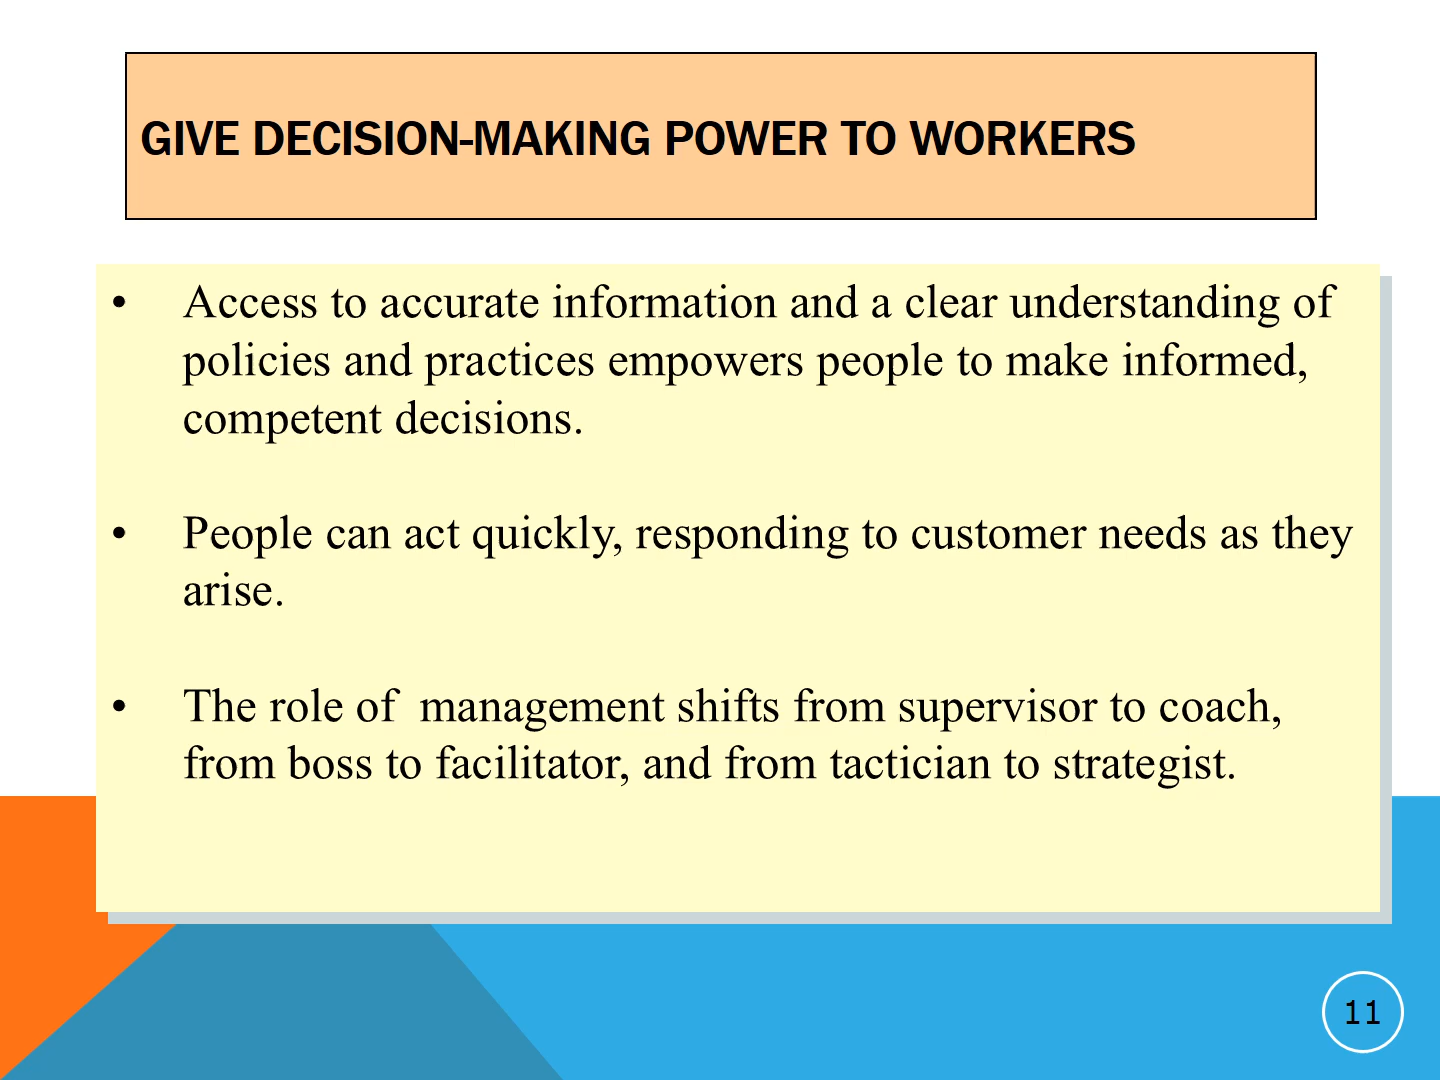 GIVE DECISION-MAKING POWER TO WORKERS
• Access to accurate information and a clear understanding of
policies and practices empowers people to make informed,
competent decisions.
• People can act quickly, responding to customer needs as they
arise.
• The role of  management shifts from supervisor to coach,
from boss to facilitator, and from tactician to strategist.
11